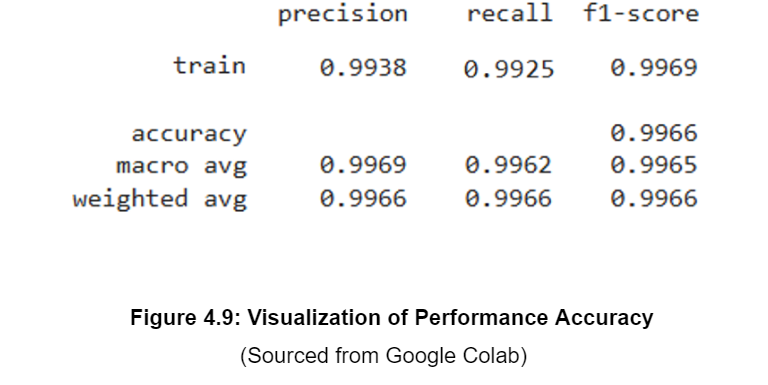 precision recall f1-score
train 0.9938 0.9925 0.9969
accuracy 0.9966
macro avg 0.9969 0.9962 0.9965
weighted avg 0.9966 0.9966 0.9966
Figure 4.9: Visualization of Performance Accuracy
(Sourced from Google Colab)